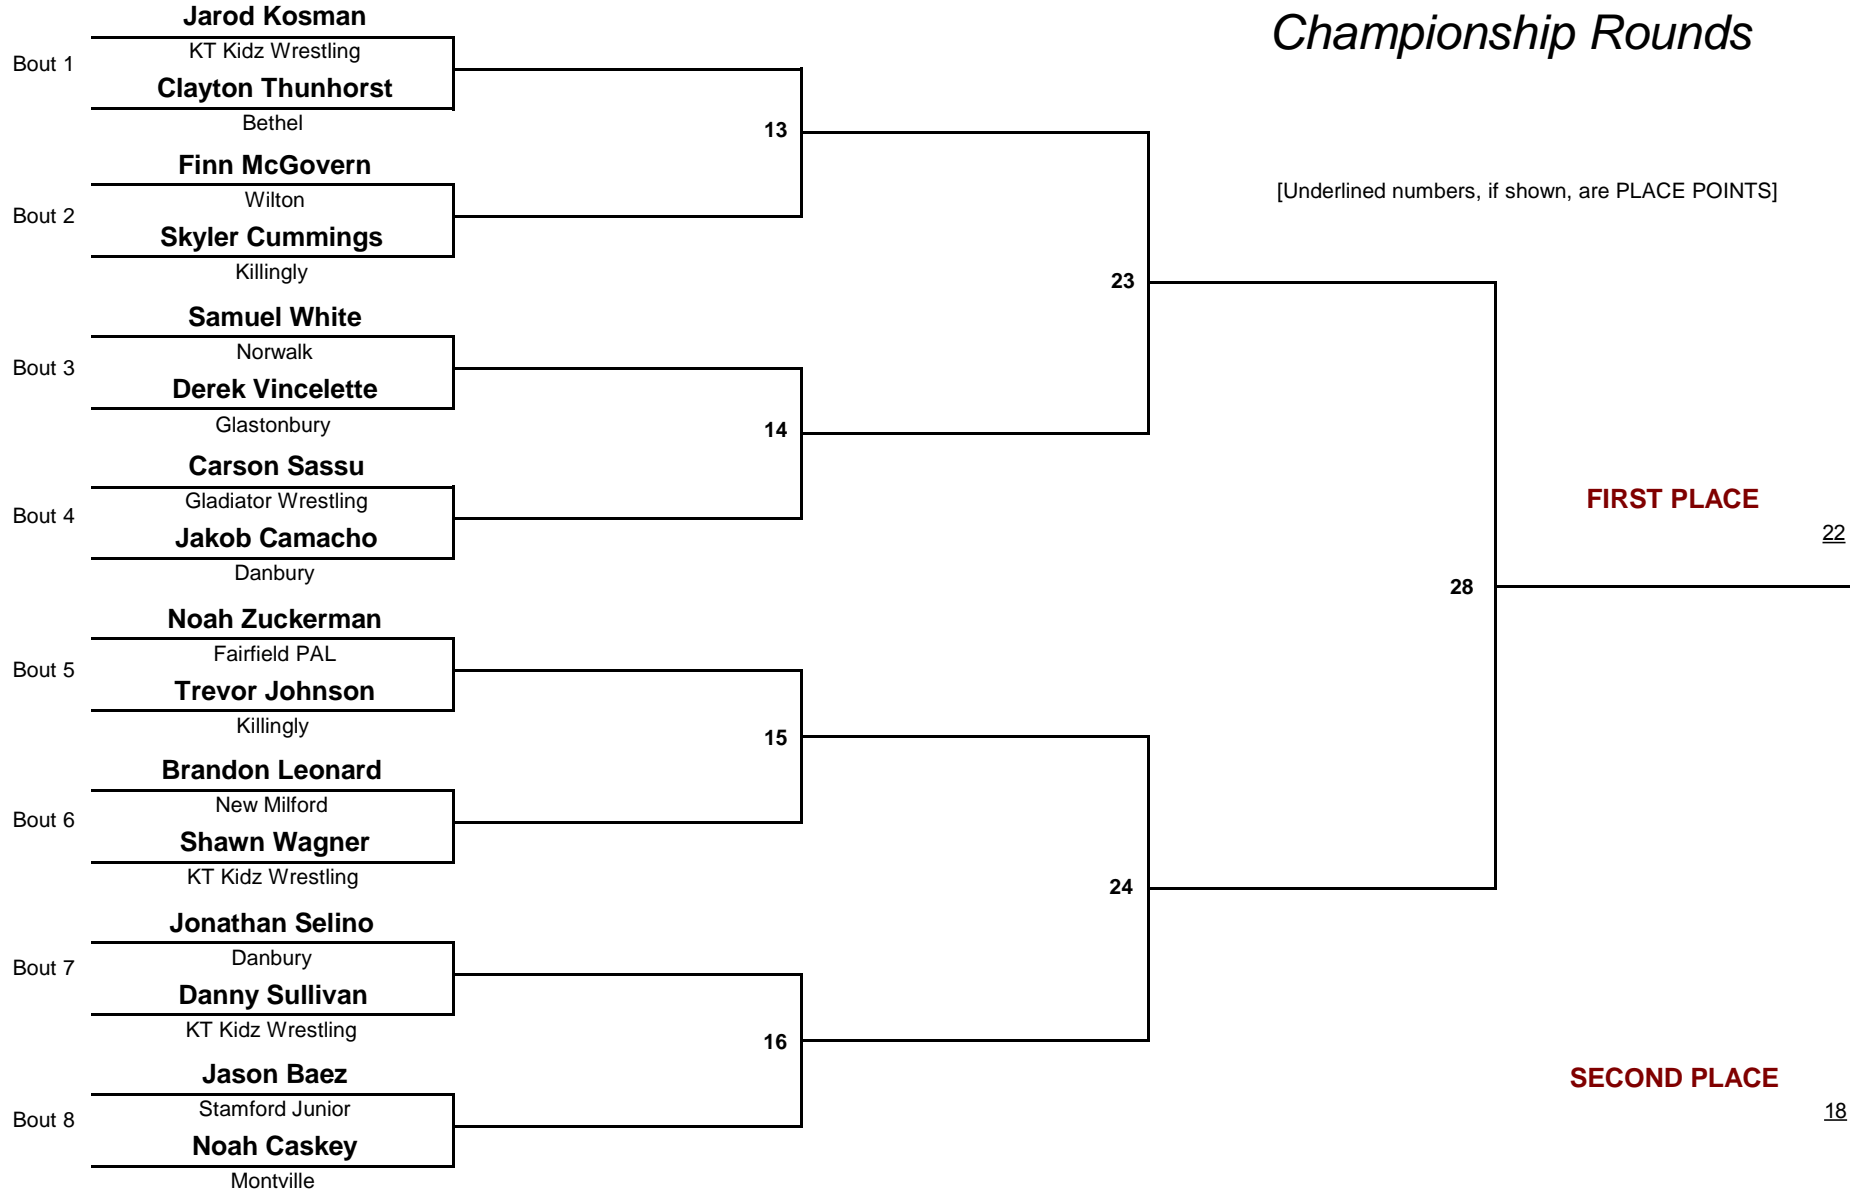 Championship Rounds
[Underlined numbers, if shown, are PLACE POINTS]
Jarod Kosman
Bout 1
KT Kidz Wrestling
Clayton Thunhorst
Bethel
13
Finn McGovern
Bout 2
Wilton
Skyler Cummings
Killingly
23
Samuel White
Bout 3
Norwalk
Derek Vincelette
Glastonbury
14
Carson Sassu
Bout 4
Gladiator Wrestling
Jakob Camacho
Danbury
FIRST PLACE
22
28
Noah Zuckerman
Bout 5
Fairfield PAL
Trevor Johnson
Killingly
15
Brandon Leonard
Bout 6
New Milford
Shawn Wagner
KT Kidz Wrestling
24
Jonathan Selino
Bout 7
Danbury
Danny Sullivan
KT Kidz Wrestling
16
Jason Baez
Bout 8
Stamford Junior
Noah Caskey
Montville
SECOND PLACE
18